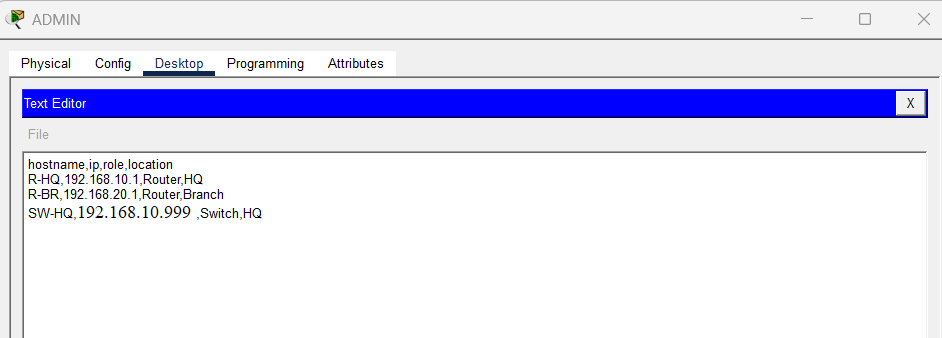 ADMIN
Physical Config Desktop Programming Attributes
Text Editor X
File
hostname,ip,role,location
R-HQ,192.168.10.1,Router,HQ
R-BR,192.168.20.1,Router,Branch
SW-HQ,192.168.10.999 ,Switch,HQ